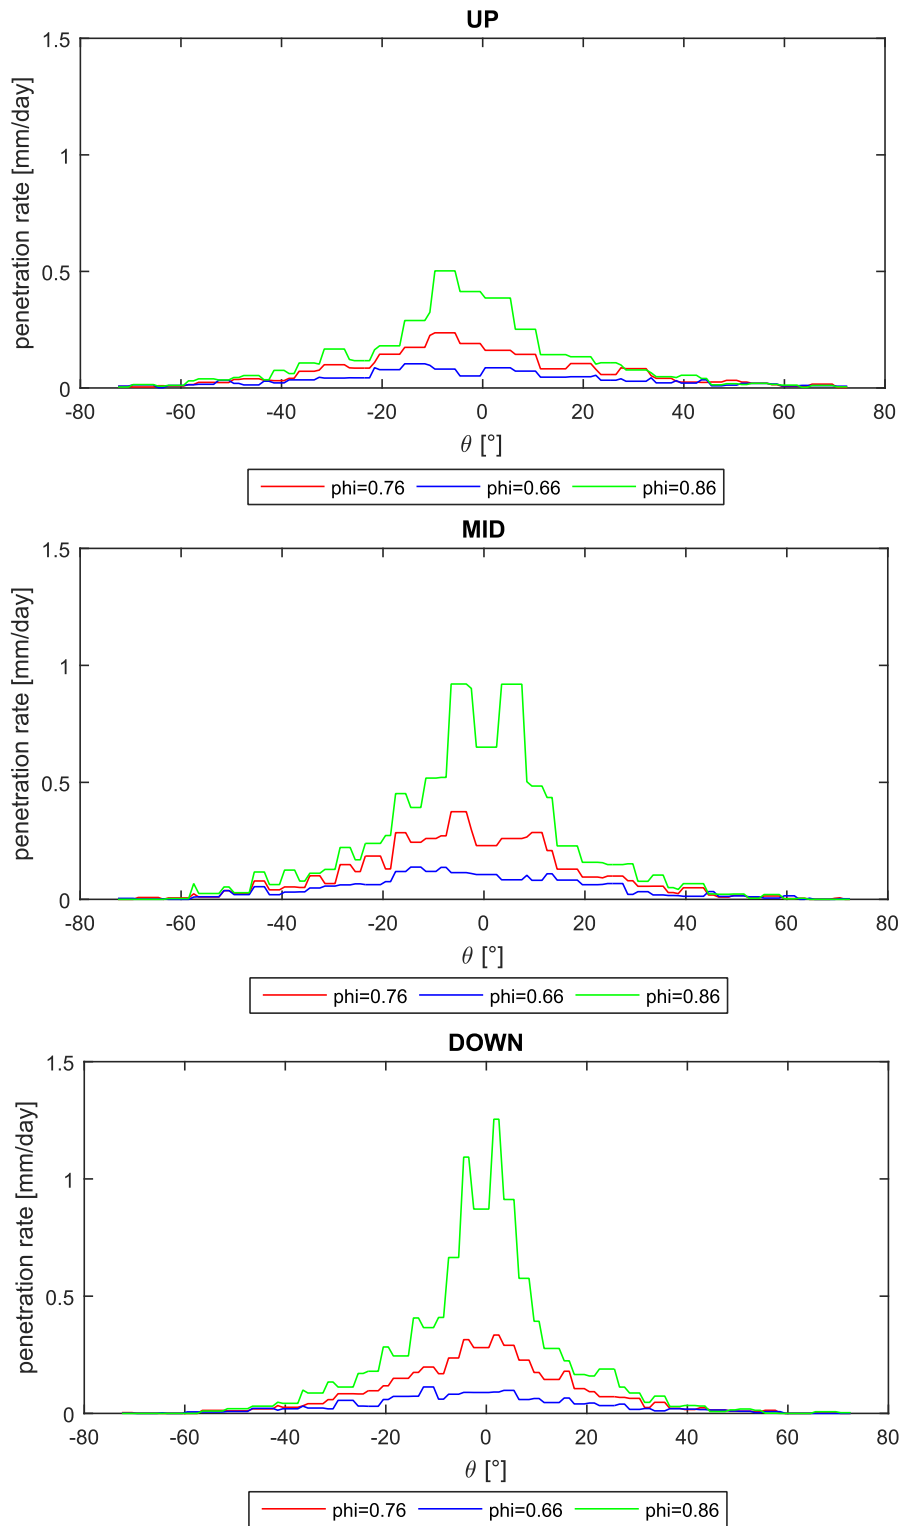 UP
penetration rate [mm/day]
1.5
1
0.5
0
-80 -60 -40 -20 0 20 40 60 80
θ [°]
phi=0.76 phi=0.66 phi=0.86
MID
penetration rate [mm/day]
1.5
1
0.5
0
-80 -60 -40 -20 0 20 40 60 80
θ [°]
phi=0.76 phi=0.66 phi=0.86
DOWN
penetration rate [mm/day]
1.5
1
0.5
0
-80 -60 -40 -20 0 20 40 60 80
θ [°]
phi=0.76 phi=0.66 phi=0.86